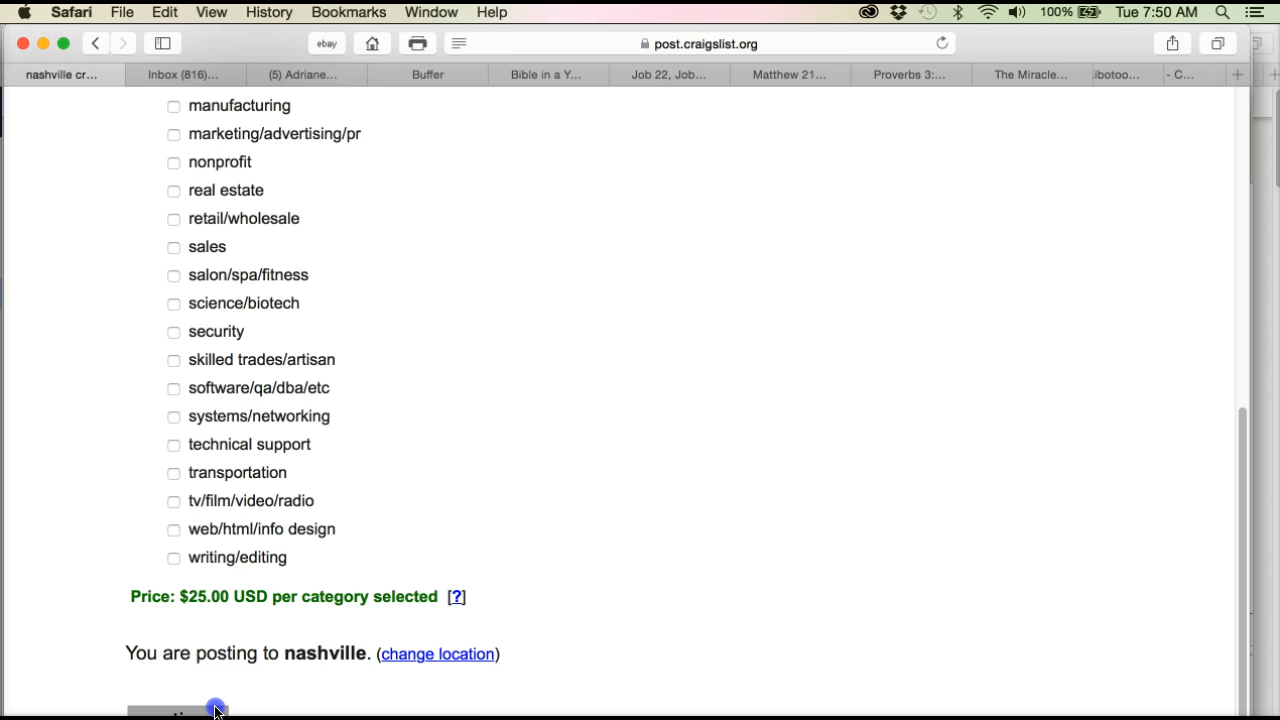 Safari File Edit View History Bookmarks Window Help 100% Tue 7:50 AM
ebay post.craigslist.org
nashville cr... Inbox (816)... (5) Adriane... Buffer Bible in a Y... Job 22, Job... Matthew 21... Proverbs 3:... The Miracle... ibotoo... - C...
manufacturing
marketing/advertising/pr
nonprofit
real estate
retail/wholesale
sales
salon/spa/fitness
science/biotech
security
skilled trades/artisan
software/qa/dba/etc
systems/networking
technical support
transportation
tv/film/video/radio
web/html/info design
writing/editing
Price: $25.00 USD per category selected [?]
You are posting to nashville. (change location)